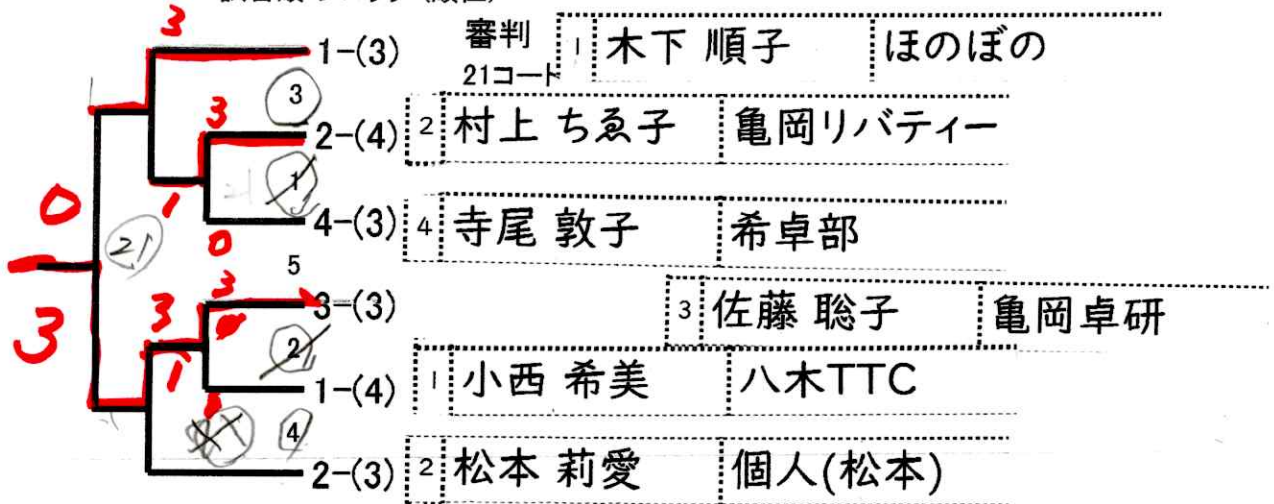 3
1-(3) 審判 1 木下 順子 ほのぼの
21コート
3
3 2-(4) 2 村上 ちゑ子 亀岡リバティー
1
0 1 4-(3) 4 寺尾 敦子 希卓部
21 0
5
3 3-(3) 3 佐藤 聡子 亀岡卓研
3 3
2
1 1-(4) 1 小西 希美 八木TTC
4
2-(3) 2 松本 莉愛 個人(松本)